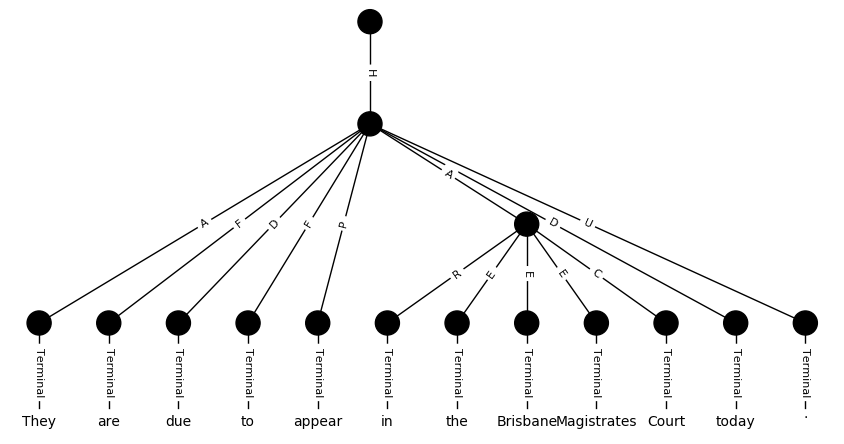 H
A F D F P A D U
R E E E C
Terminal Terminal Terminal Terminal Terminal Terminal Terminal Terminal Terminal Terminal Terminal Terminal
They are due to appear in the Brisbane Magistrates Court today .